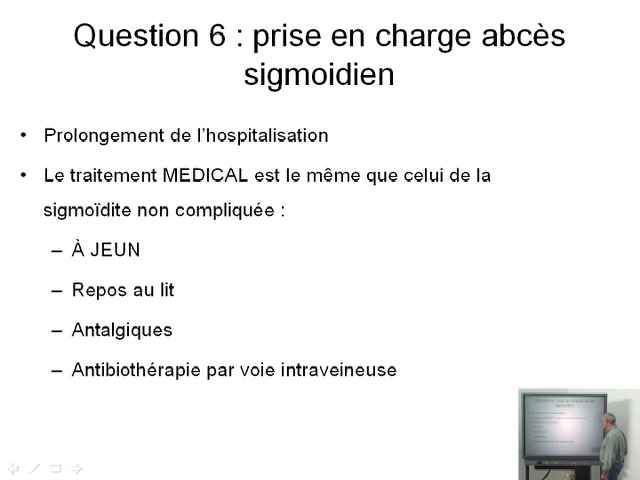 Question 6 : prise en charge abcès
sigmoidien
• Prolongement de l'hospitalisation
• Le traitement MEDICAL est le même que celui de la
sigmoïdite non compliquée :
– À JEUN
– Repos au lit
– Antalgiques
– Antibiothérapie par voie intraveineuse